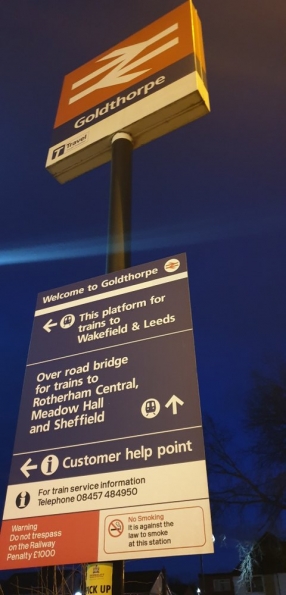 Goldthorpe
T Travel
Welcome to Goldthorpe
This platform for
trains to
Wakefield & Leeds
Over road bridge
for trains to
Rotherham Central,
Meadow Hall
and Sheffield
Customer help point
For train service information
Telephone 08457 484950
Warning
Do not trespass
on the Railway
Penalty £1000
No Smoking
It is against the
law to smoke
at this station
PICK UP